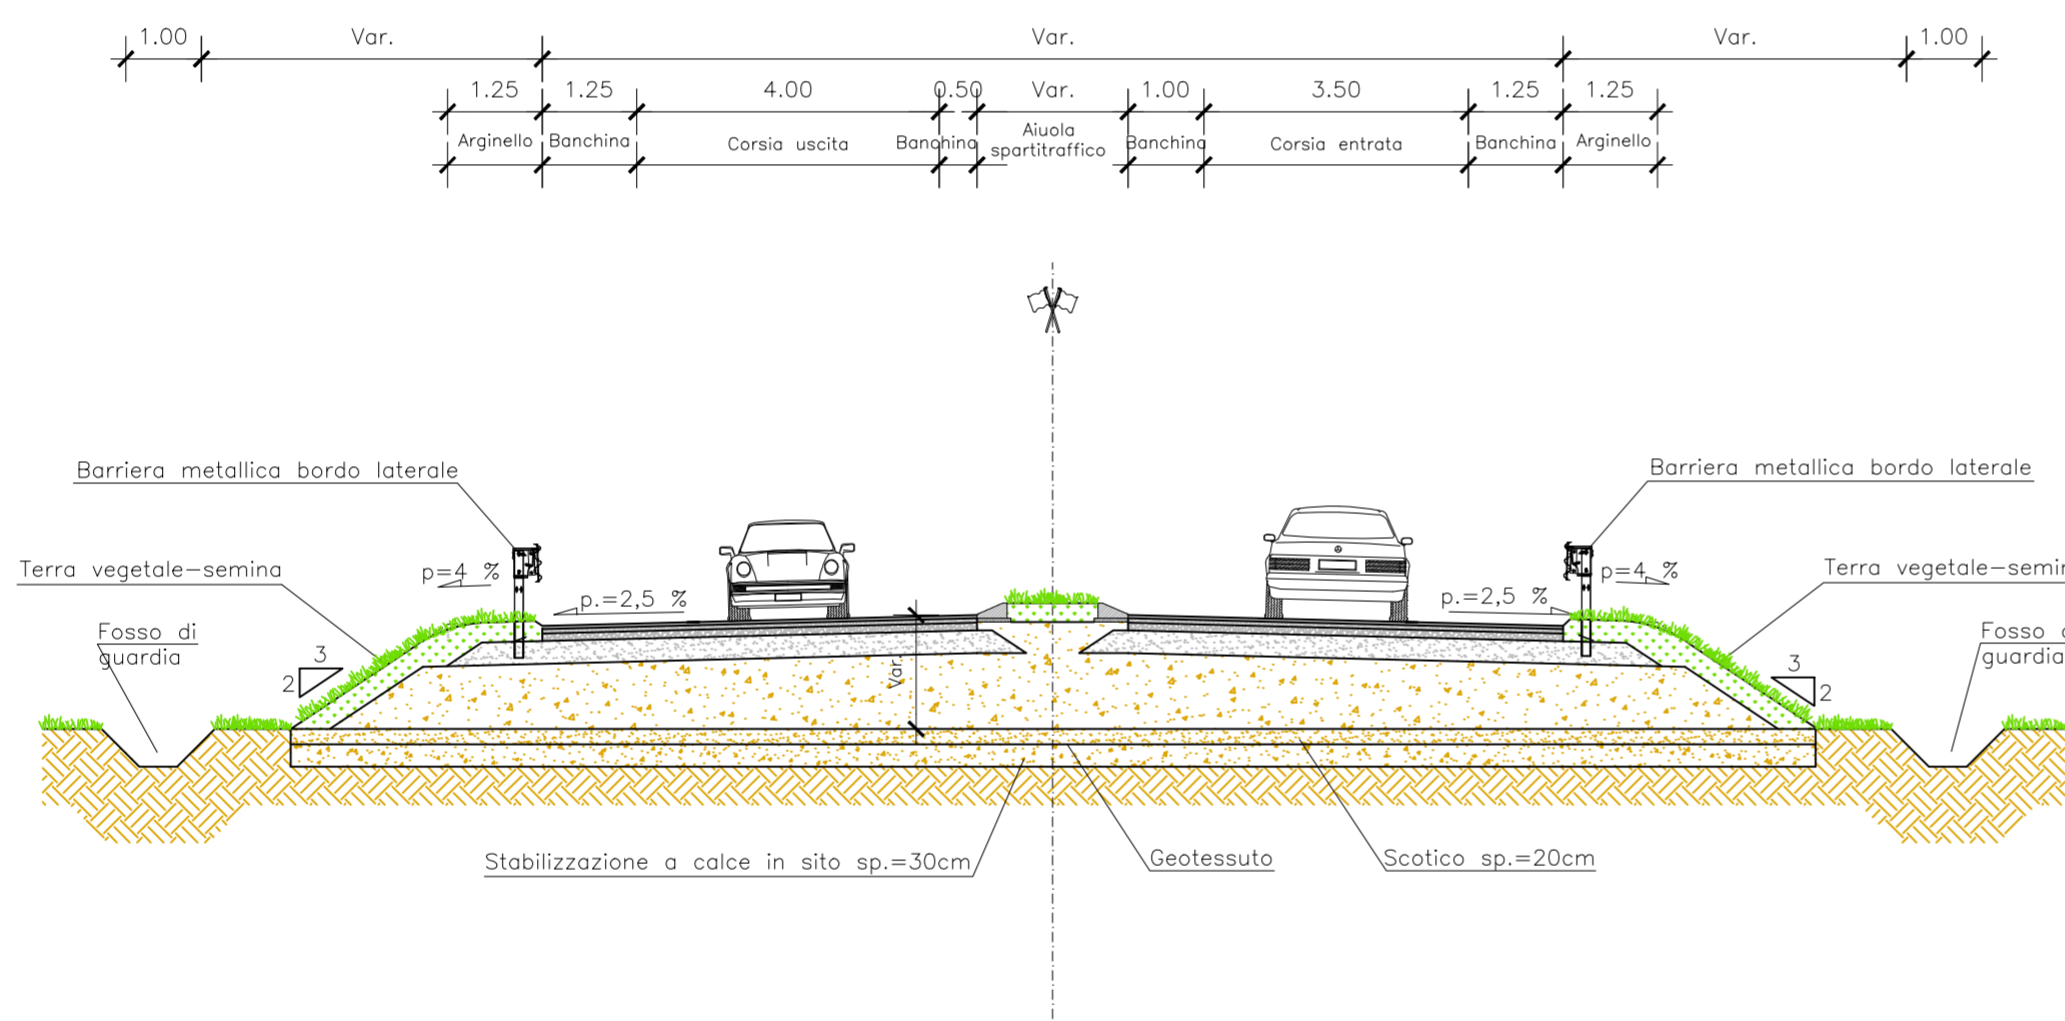 1.00 Var. Var. Var. 1.00
1.25 1.25 4.00 0.50 Var. 1.00 3.50 1.25 1.25
Arginello Banchina Corsia uscita Banchina Aiuola Banchina Corsia entrata Banchina Arginello
spartitraffico
Barriera metallica bordo laterale
Barriera metallica bordo laterale
Terra vegetale-semina
p=4 %
p.=2,5 %
p.=2,5 %
p=4 %
Terra vegetale-semin
Fosso di
guardia
3
2
Var.
3
2
Fosso
guardia
Stabilizzazione a calce in sito sp.=30cm
Geotessuto
Scotico sp.=20cm